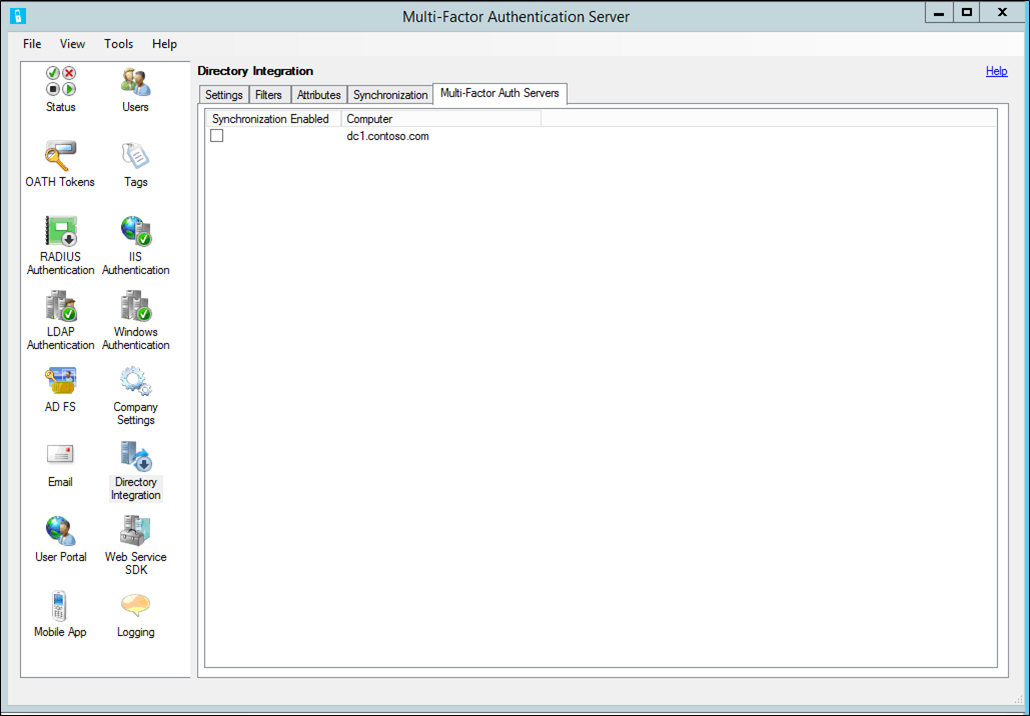 Multi-Factor Authentication Server
File View Tools Help
Status
Users
OATH Tokens
Tags
RADIUS
Authentication
IIS
Authentication
LDAP
Authentication
Windows
Authentication
AD FS
Company
Settings
Email
Directory
Integration
User Portal
Web Service
SDK
Mobile App
Logging
Directory Integration
Help
Settings Filters Attributes Synchronization Multi-Factor Auth Servers
Synchronization Enabled Computer
dc1.contoso.com